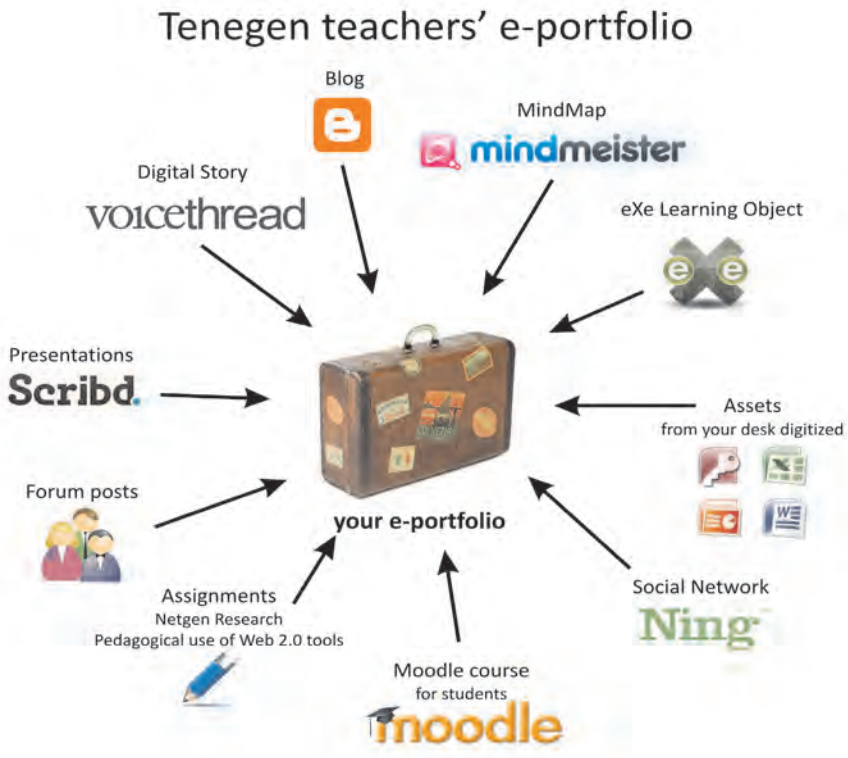 Tenegen teachers' e-portfolio
Blog
MindMap
mindmeister
Digital Story
voicethread
eXe Learning Object
e e
Presentations
Scribd.
Assets
from your desk digitized
Forum posts
your e-portfolio
Assignments
Netgen Research
Pedagogical use of Web 2.0 tools
Social Network
Ning
Moodle course
for students
moodle